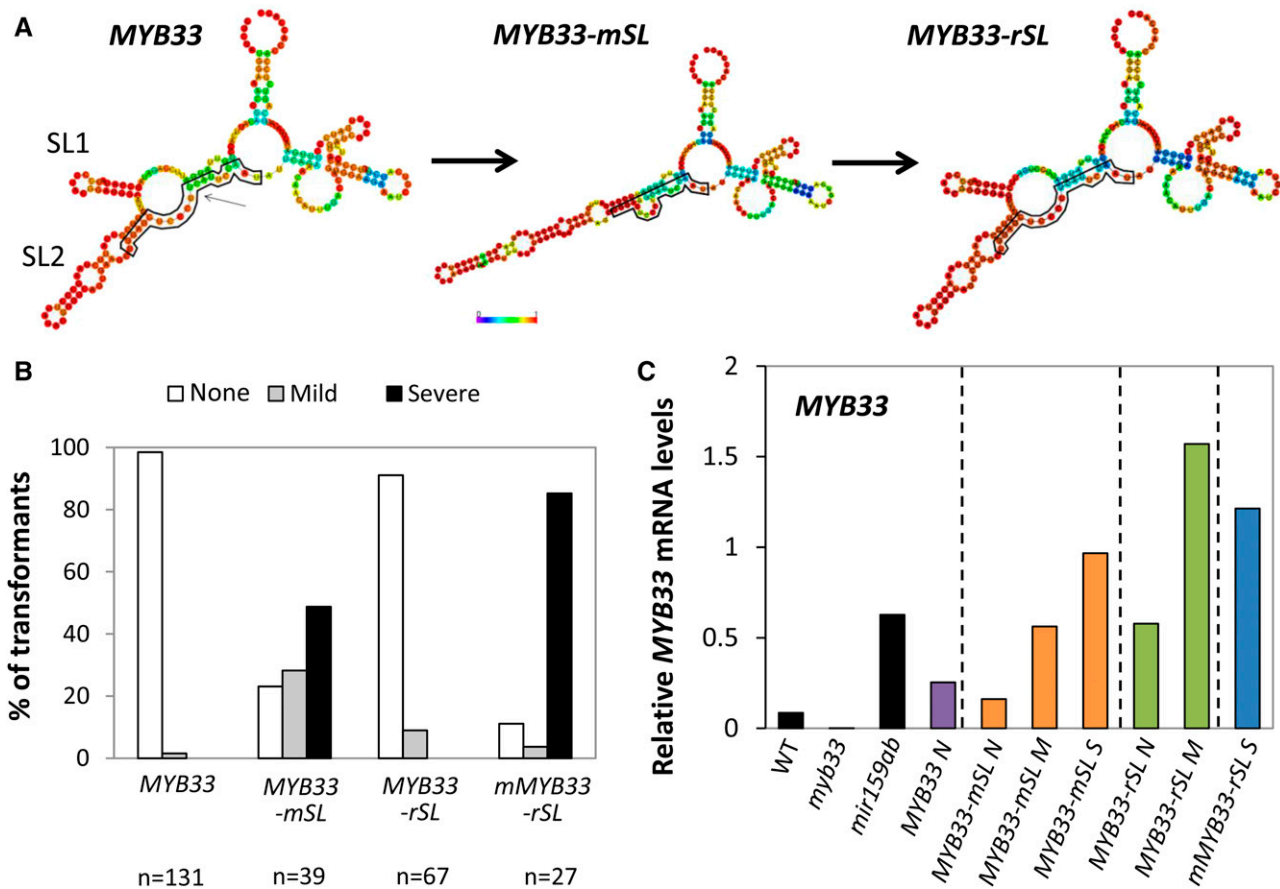 A
MYB33
MYB33-mSL
MYB33-rSL
SL1
SL2
0
1
B
None
Mild
Severe
% of transformants
100
80
60
40
20
0
MYB33
MYB33
-mSL
MYB33
-rSL
mMYB33
-rSL
n=131
n=39
n=67
n=27
C
MYB33
Relative MYB33 mRNA levels
2
1.5
1
0.5
0
WT
myb33
mir159ab
MYB33 N
MYB33-mSL N
MYB33-mSL M
MYB33-mSL S
MYB33-rSL N
MYB33-rSL M
mMYB33-rSL S